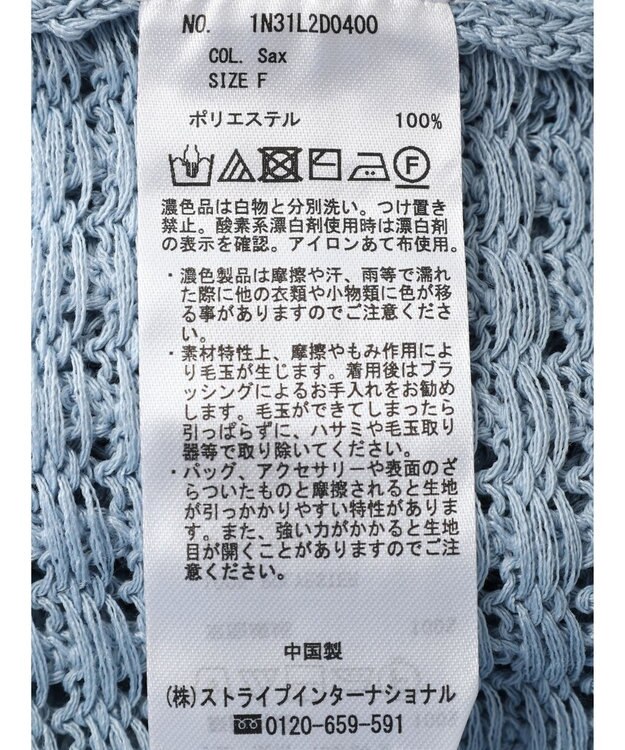 NO. 1N31L2D0400
COL. Sax
SIZE F
ポリエステル 100%
F
濃色品は白物と分別洗い。つけ置き
禁止。酸素系漂白剤使用時は漂白剤
の表示を確認。アイロンあて布使用。
・濃色製品は摩擦や汗、雨等で濡れ
た際に他の衣類や小物類に色が移
る事がありますのでご注意くださ
い。
・素材特性上、摩擦やもみ作用によ
り毛玉が生じます。着用後はブラ
ッシングによるお手入れをお勧め
します。毛玉ができてしまったら
引っぱらずに、ハサミや毛玉取り
器等で取り除いてください。
・バッグ、アクセサリーや表面のざ
らついたものと摩擦されると生地
が引っかかりやすい特性がありま
す。また、強い力がかかると生地
目が開くことがありますのでご注
意ください。
中国製
(株)ストライプインターナショナル
0120-659-591